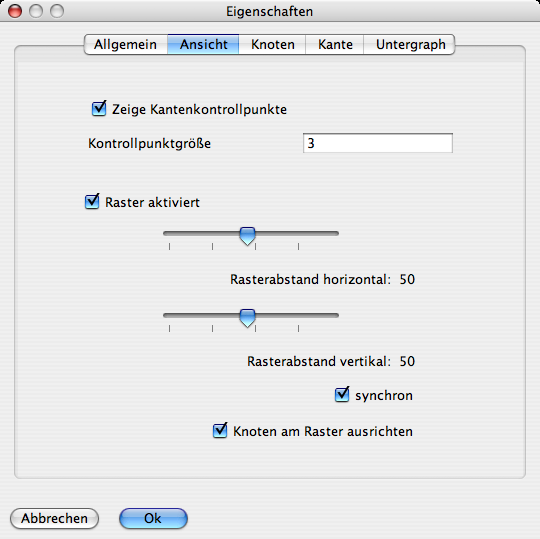 Eigenschaften
Allgemein Ansicht Knoten Kante Untergraph
Zeige Kantenkontrollpunkte
Kontrollpunktgröße 3
Raster aktiviert
Rasterabstand horizontal: 50
Rasterabstand vertikal: 50
synchron
Knoten am Raster ausrichten
Abbrechen Ok